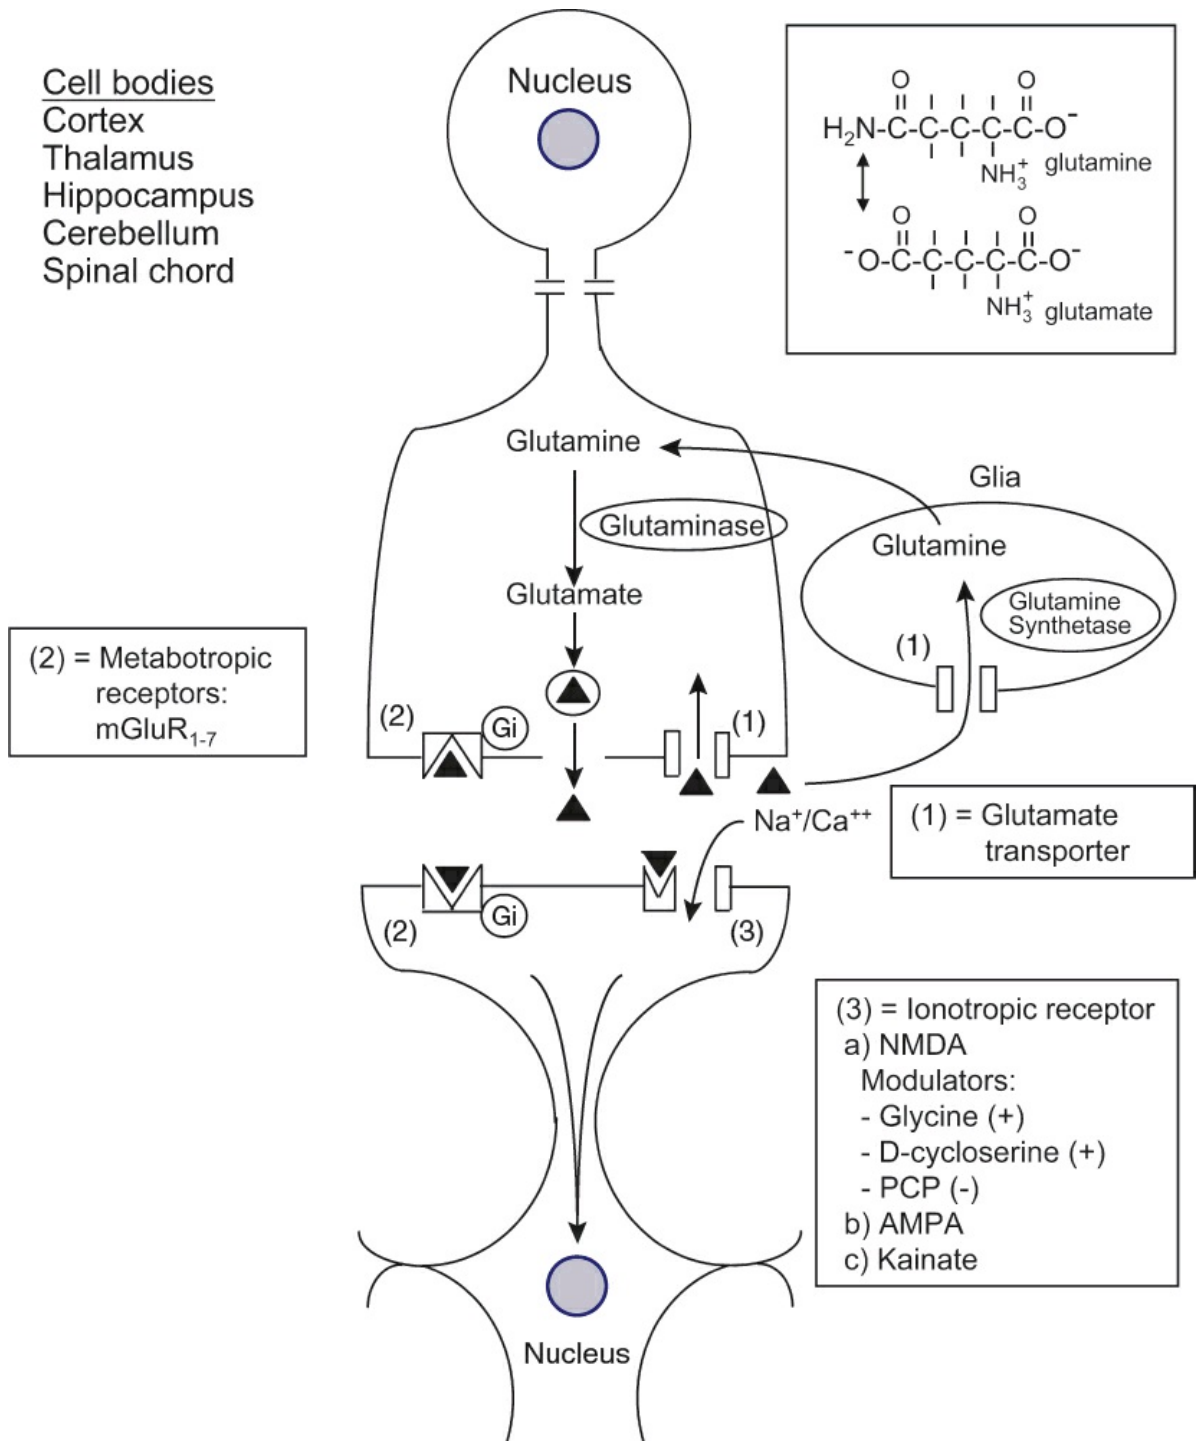 Cell bodies
Cortex
Thalamus
Hippocampus
Cerebellum
Spinal chord
Nucleus
O O
H₂N-C-C-C-C-C-O⁻
NH₃⁺ glutamine
O O
⁻O-C-C-C-C-C-O⁻
NH₃⁺ glutamate
Glutamine
Glutaminase
Glutamate
Glia
Glutamine
Glutamine
Synthetase
(1)
(2) = Metabotropic
receptors:
mGluR₁₋₇
(2)
Gi
(1)
Na⁺/Ca⁺⁺
(1) = Glutamate
transporter
(2)
Gi
(3)
(3) = Ionotropic receptor
a) NMDA
Modulators:
- Glycine (+)
- D-cycloserine (+)
- PCP (-)
b) AMPA
c) Kainate
Nucleus